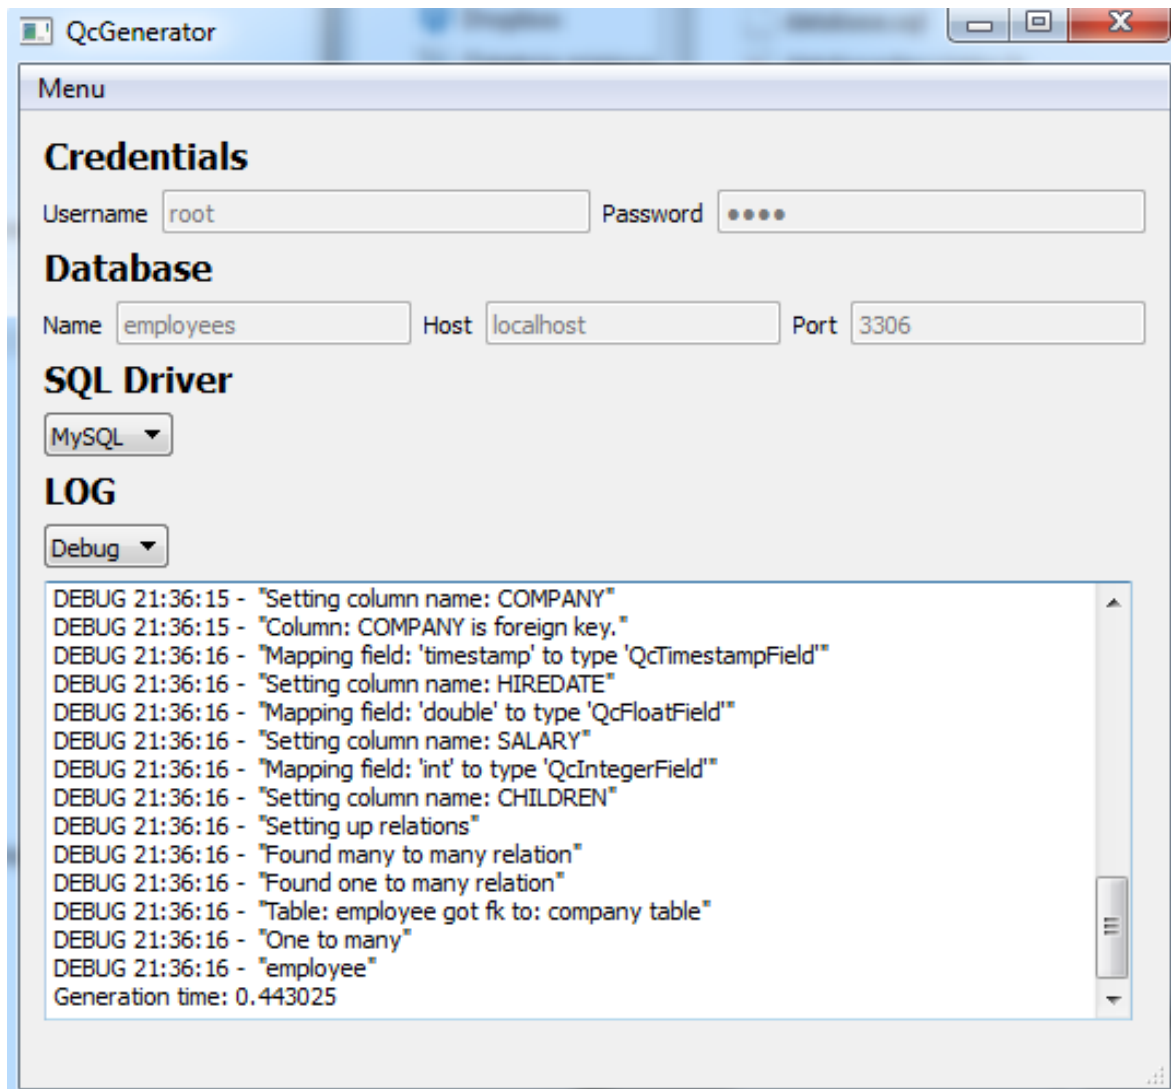 QcGenerator
Menu
Credentials
Username root Password ••••
Database
Name employees Host localhost Port 3306
SQL Driver
MySQL
LOG
Debug
DEBUG 21:36:15 - "Setting column name: COMPANY"
DEBUG 21:36:15 - "Column: COMPANY is foreign key."
DEBUG 21:36:16 - "Mapping field: 'timestamp' to type 'QcTimestampField'"
DEBUG 21:36:16 - "Setting column name: HIREDATE"
DEBUG 21:36:16 - "Mapping field: 'double' to type 'QcFloatField'"
DEBUG 21:36:16 - "Setting column name: SALARY"
DEBUG 21:36:16 - "Mapping field: 'int' to type 'QcIntegerField'"
DEBUG 21:36:16 - "Setting column name: CHILDREN"
DEBUG 21:36:16 - "Setting up relations"
DEBUG 21:36:16 - "Found many to many relation"
DEBUG 21:36:16 - "Found one to many relation"
DEBUG 21:36:16 - "Table: employee got fk to: company table"
DEBUG 21:36:16 - "One to many"
DEBUG 21:36:16 - "employee"
Generation time: 0.443025